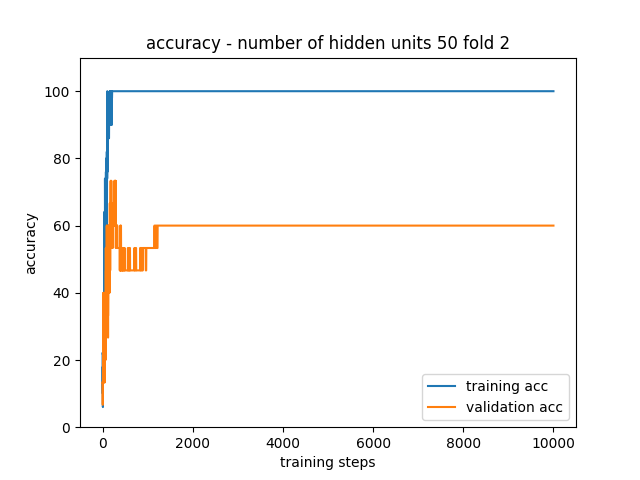 accuracy - number of hidden units 50 fold 2
accuracy
100
80
60
40
20
0
0
2000
4000
6000
8000
10000
training steps
training acc
validation acc